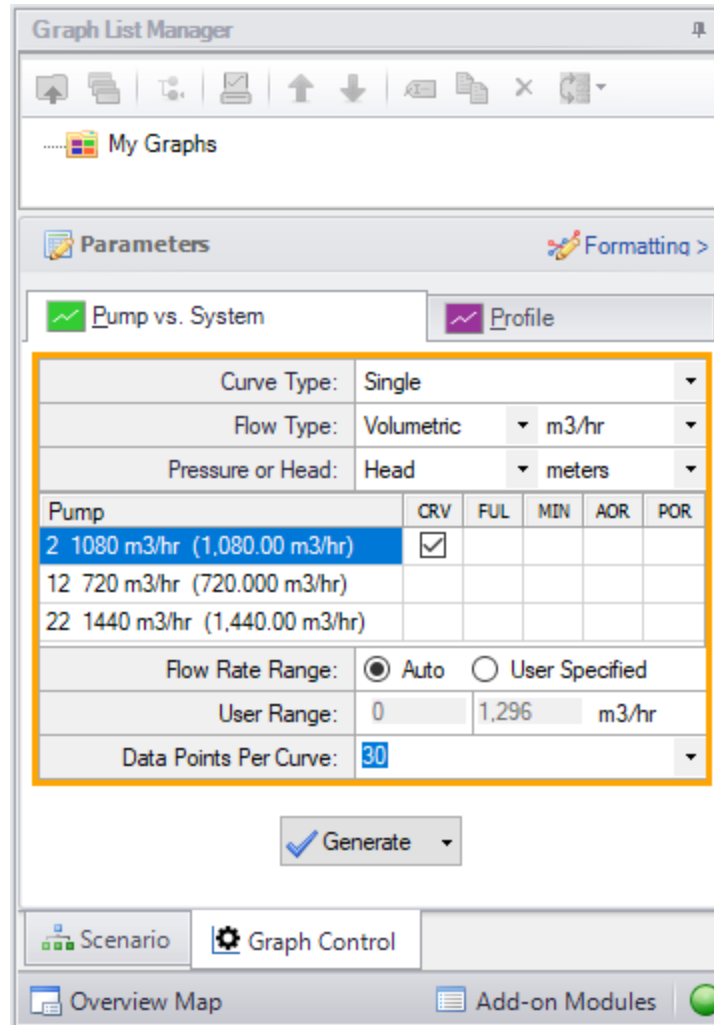 Graph List Manager
My Graphs
Parameters
Formatting >
Pump vs. System
Profile
Curve Type: Single
Flow Type: Volumetric m3/hr
Pressure or Head: Head meters
Pump CRV FUL MIN AOR POR
2 1080 m3/hr (1,080.00 m3/hr)
12 720 m3/hr (720.000 m3/hr)
22 1440 m3/hr (1,440.00 m3/hr)
Flow Rate Range: Auto User Specified
User Range: 0 1,296 m3/hr
Data Points Per Curve: 30
Generate
Scenario Graph Control
Overview Map Add-on Modules